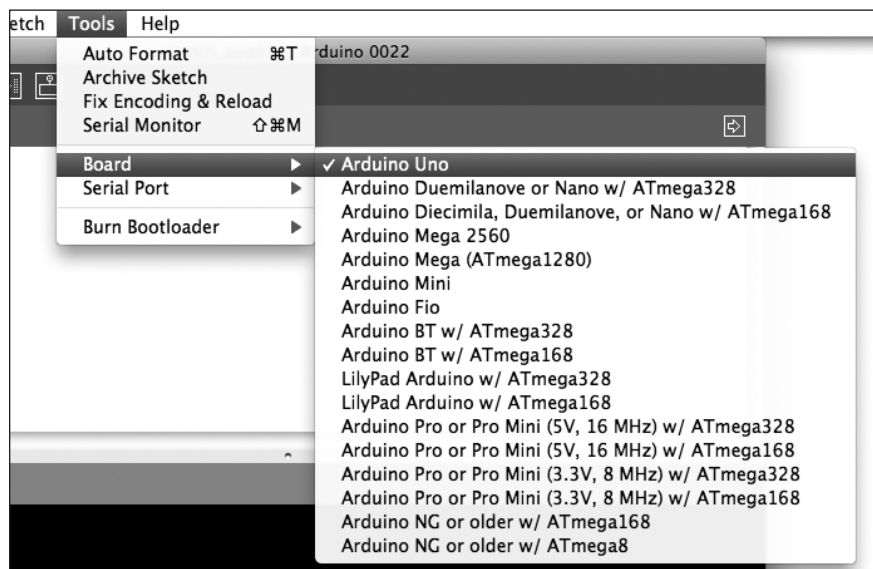 etch Tools Help
rduino 0022
Auto Format ⌘T
Archive Sketch
Fix Encoding & Reload
Serial Monitor ⇧⌘M
Board ▶
Serial Port ▶
Burn Bootloader ▶
✓ Arduino Uno
Arduino Duemilanove or Nano w/ ATmega328
Arduino Diecimila, Duemilanove, or Nano w/ ATmega168
Arduino Mega 2560
Arduino Mega (ATmega1280)
Arduino Mini
Arduino Fio
Arduino BT w/ ATmega328
Arduino BT w/ ATmega168
LilyPad Arduino w/ ATmega328
LilyPad Arduino w/ ATmega168
Arduino Pro or Pro Mini (5V, 16 MHz) w/ ATmega328
Arduino Pro or Pro Mini (5V, 16 MHz) w/ ATmega168
Arduino Pro or Pro Mini (3.3V, 8 MHz) w/ ATmega328
Arduino Pro or Pro Mini (3.3V, 8 MHz) w/ ATmega168
Arduino NG or older w/ ATmega168
Arduino NG or older w/ ATmega8